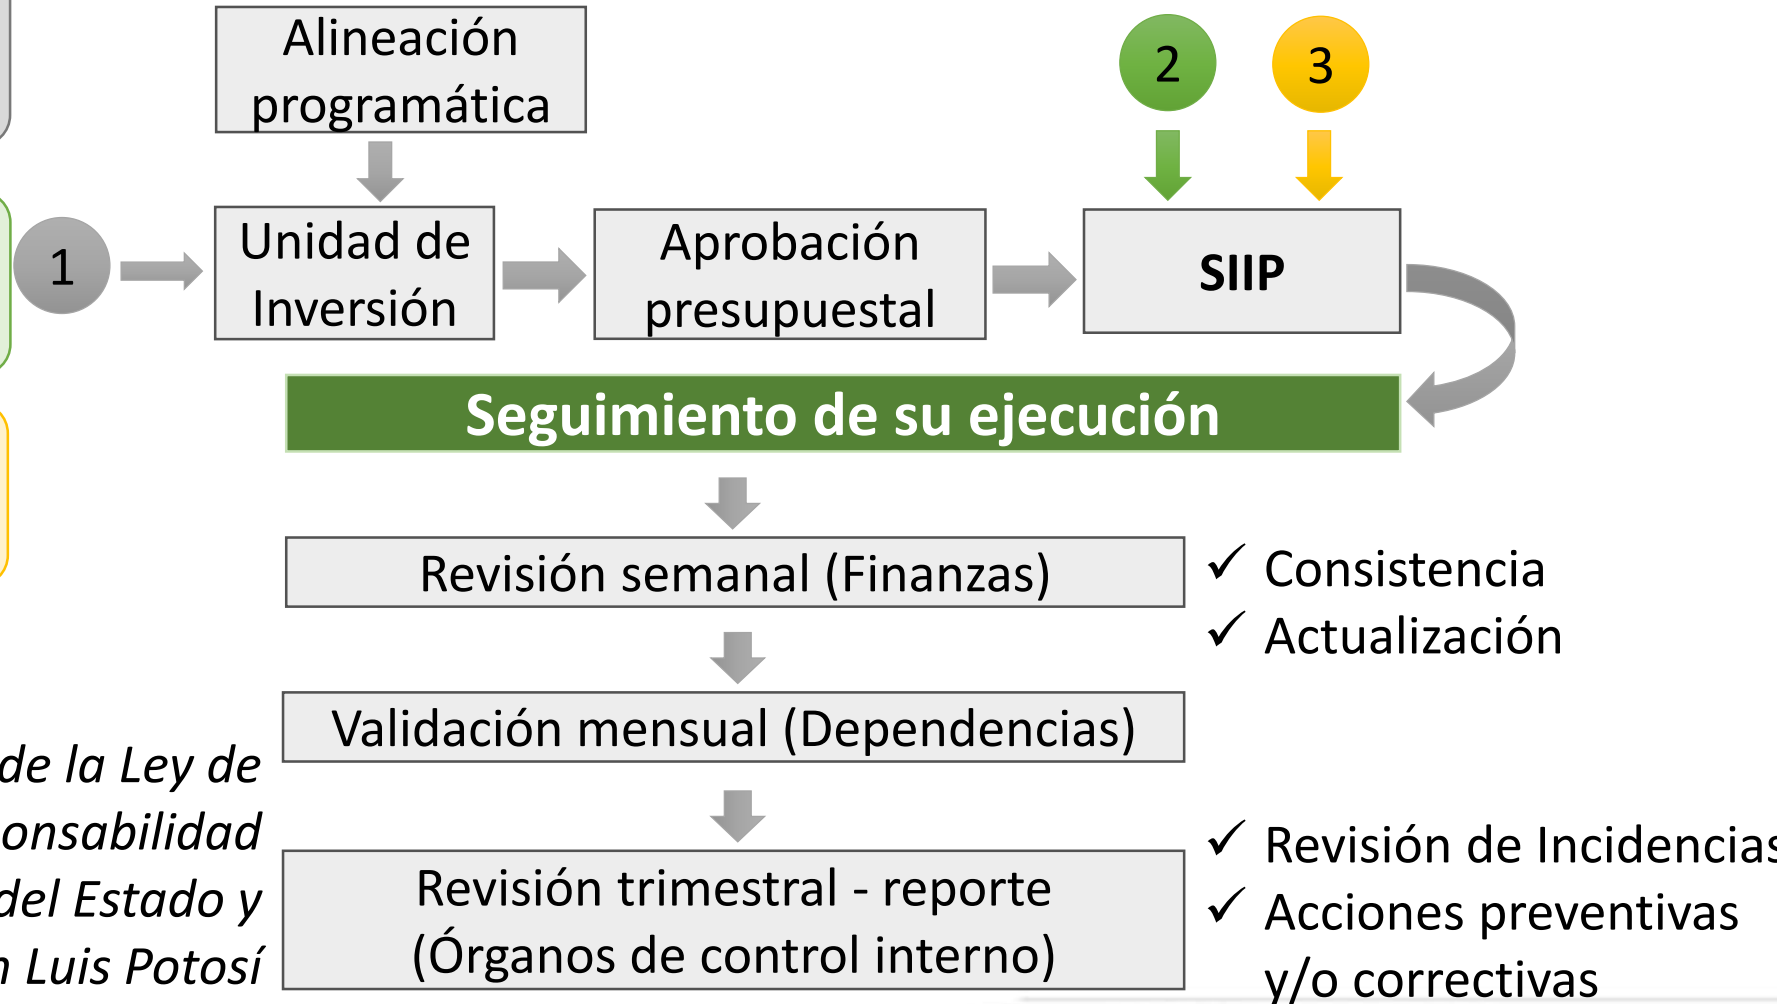 Alineación
programática
2
3
1
Unidad de
Inversión
Aprobación
presupuestal
SIIP
Seguimiento de su ejecución
Revisión semanal (Finanzas)
✓ Consistencia
✓ Actualización
Validación mensual (Dependencias)
de la Ley de
onsabilidad
del Estado y
n Luis Potosí
Revisión trimestral - reporte
(Órganos de control interno)
✓ Revisión de Incidencias
✓ Acciones preventivas
y/o correctivas